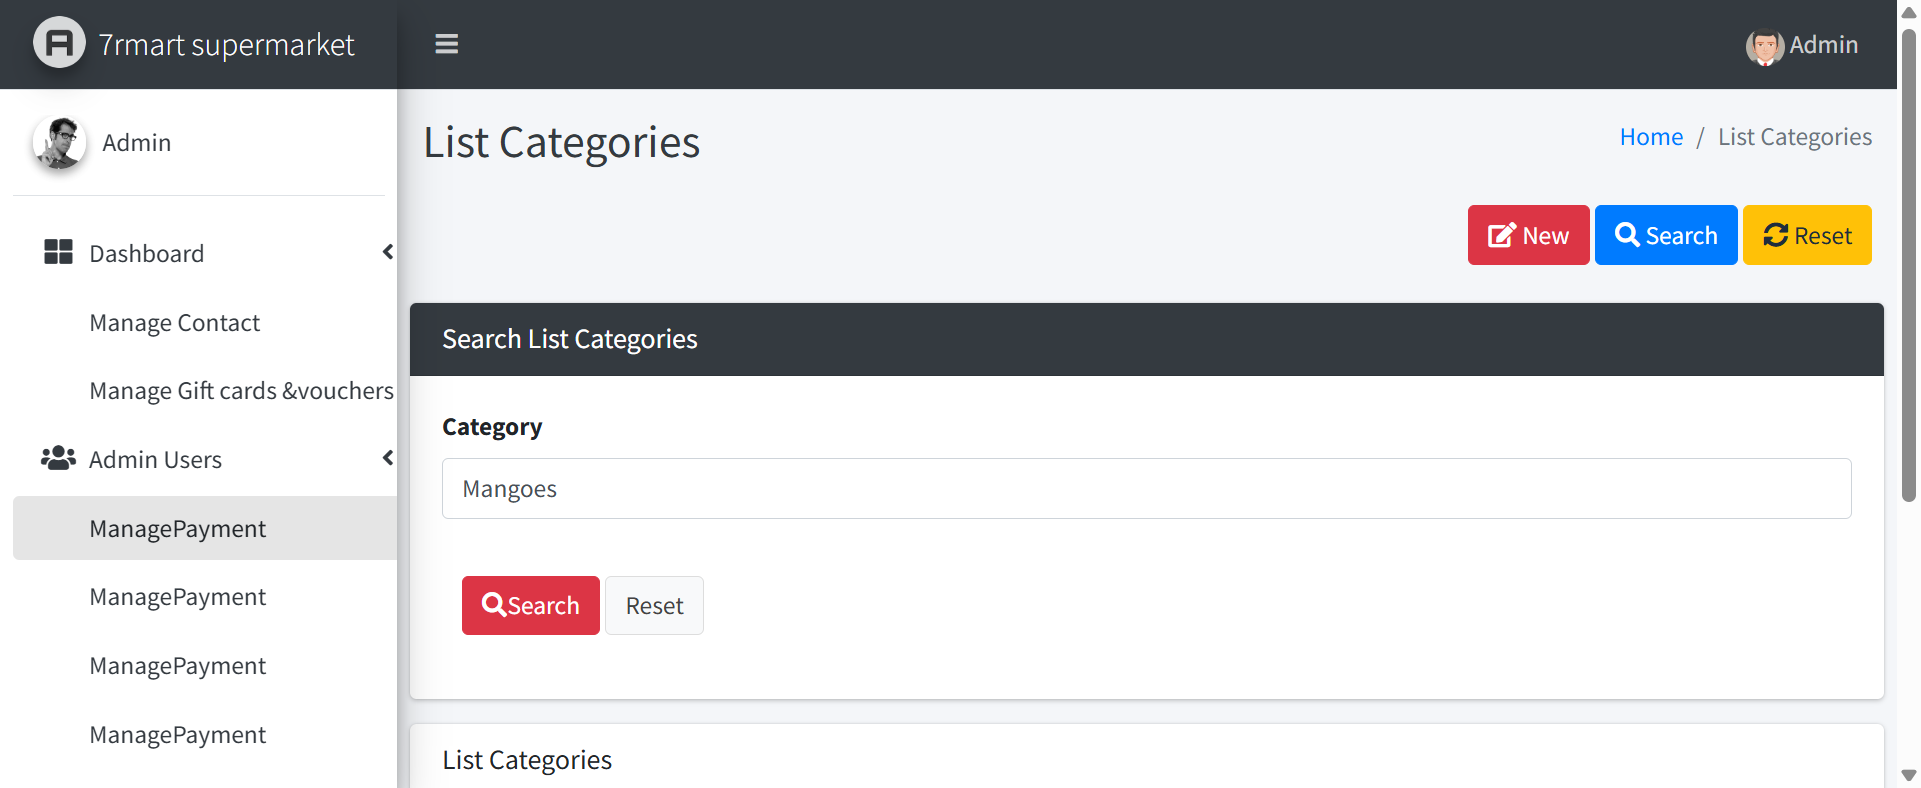 7rmart supermarket
Admin
Admin
List Categories
Home / List Categories
New
Search
Reset
Dashboard
Manage Contact
Manage Gift cards &vouchers
Admin Users
ManagePayment
ManagePayment
ManagePayment
ManagePayment
Search List Categories
Category
Mangoes
Search
Reset
List Categories